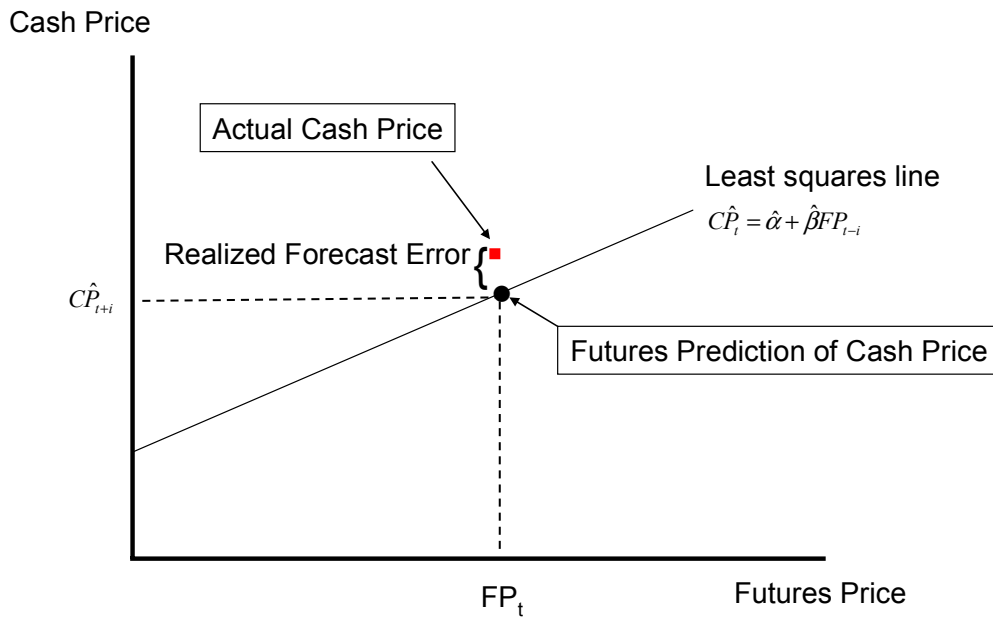 Cash Price
Actual Cash Price
Least squares line
CP̂ₜ = α̂ + β̂FPₜ₋ᵢ
Realized Forecast Error {
CP̂ₜ₊ᵢ
Futures Prediction of Cash Price
FPₜ
Futures Price